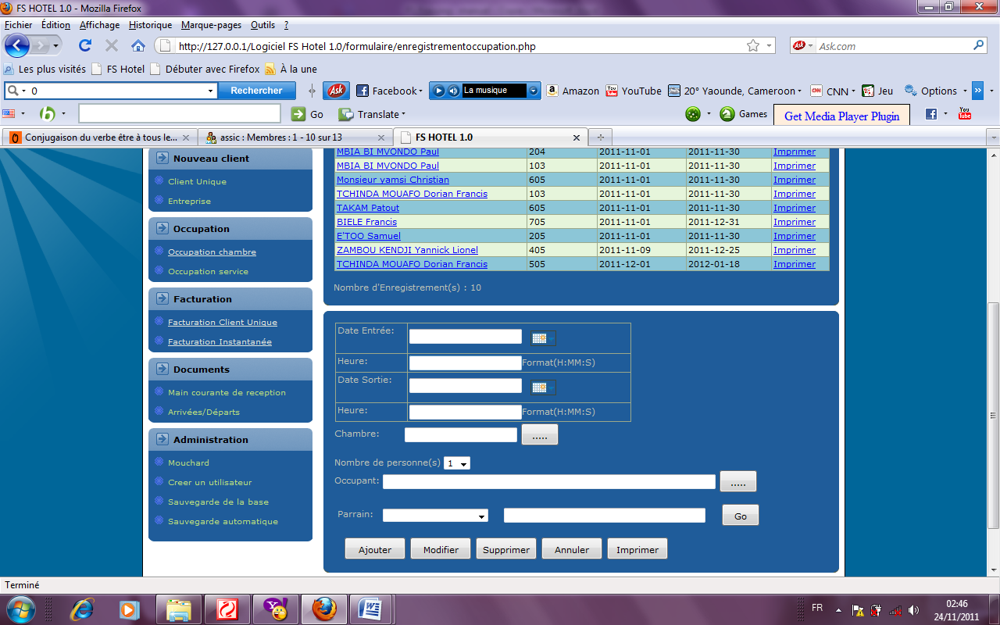 FS HOTEL 1.0 - Mozilla Firefox
Fichier Édition Affichage Historique Marque-pages Outils ?
http://127.0.0.1/Logiciel FS Hotel 1.0/formulaire/enregistrementoccupation.php
Ask Ask.com
Les plus visités FS Hotel Débuter avec Firefox À la une
0 Rechercher Ask Facebook La musique a Amazon YouTube 20° Yaounde, Cameroon CNN CNN Jeu Options »
b Go Translate Games Get Media Player Plugin You Tube
Conjugaison du verbe être à tous le... assic : Membres : 1 - 10 sur 13 FS HOTEL 1.0
Nouveau client
Client Unique
Entreprise
Occupation
Occupation chambre
Occupation service
Facturation
Facturation Client Unique
Facturation Instantanée
Documents
Main courante de reception
Arrivées/Départs
Administration
Mouchard
Creer un utilisateur
Sauvegarde de la base
Sauvegarde automatique
MBIA BI MVONDO Paul 204 2011-11-01 2011-11-30 Imprimer
MBIA BI MVONDO Paul 103 2011-11-01 2011-11-30 Imprimer
Monsieur yamsi Christian 605 2011-11-01 2011-11-30 Imprimer
TCHINDA MOUAFO Dorian Francis 103 2011-11-01 2011-11-30 Imprimer
TAKAM Patout 605 2011-11-01 2011-11-30 Imprimer
BIELE Francis 705 2011-11-01 2011-12-31 Imprimer
E'TOO Samuel 205 2011-11-01 2011-11-30 Imprimer
ZAMBOU KENDJI Yannick Lionel 405 2011-11-09 2011-12-25 Imprimer
TCHINDA MOUAFO Dorian Francis 505 2011-12-01 2012-01-18 Imprimer
Nombre d'Enregistrement(s) : 10
Date Entrée:
Heure: Format(H:MM:S)
Date Sortie:
Heure: Format(H:MM:S)
Chambre: .....
Nombre de personne(s) 1
Occupant: .....
Parrain: Go
Ajouter Modifier Supprimer Annuler Imprimer
Terminé
FR 02:46
24/11/2011